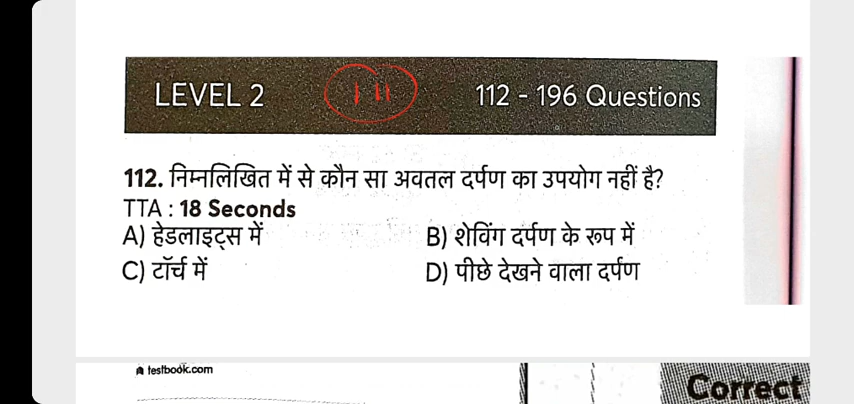 LEVEL 2
111
112 - 196 Questions
112. निम्नलिखित में से कौन सा अवतल दर्पण का उपयोग नहीं है?
TTA : 18 Seconds
A) हेडलाइट्स में
B) शेविंग दर्पण के रूप में
C) टॉर्च में
D) पीछे देखने वाला दर्पण
testbook.com
Correct